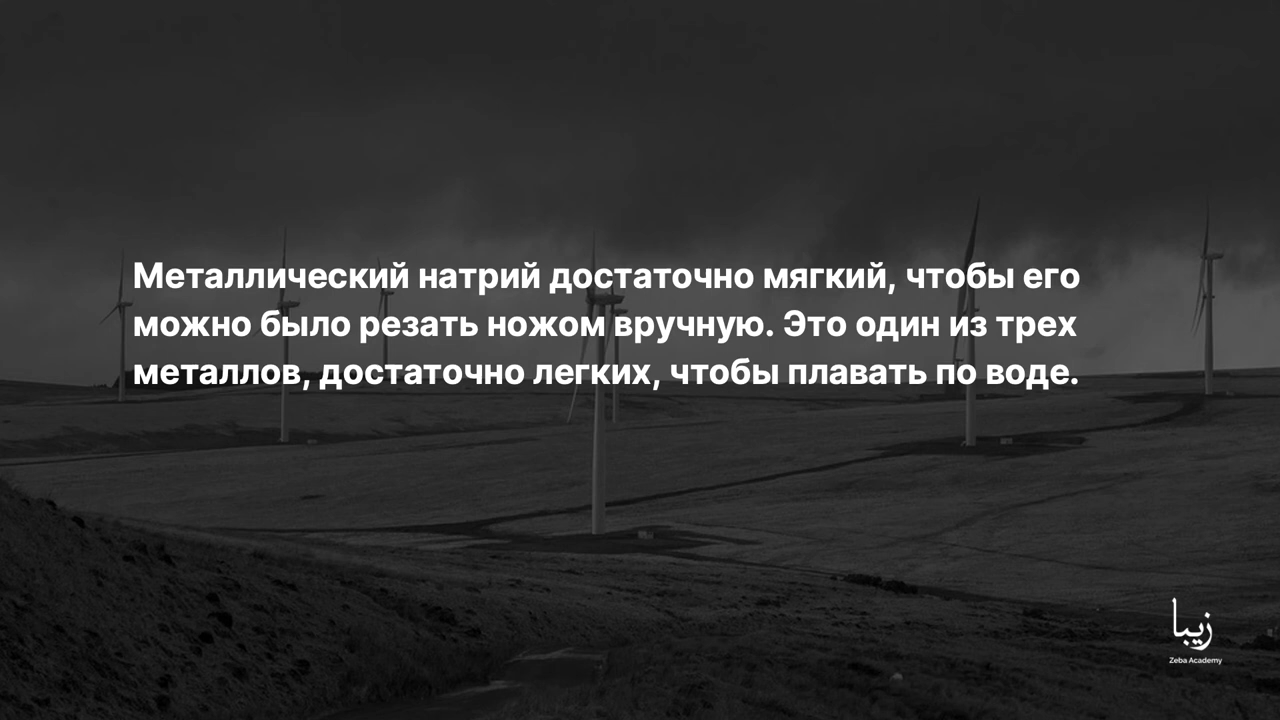 Металлический натрий достаточно мягкий, чтобы его
можно было резать ножом вручную. Это один из трех
металлов, достаточно легких, чтобы плавать по воде.
زیبا
Zeba Academy